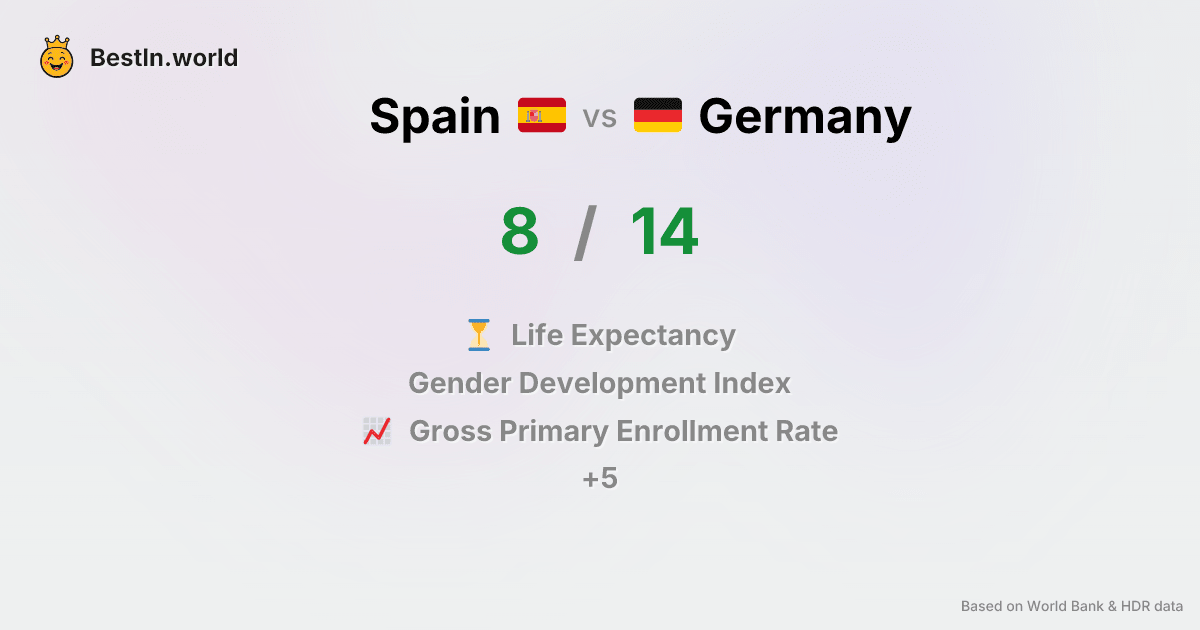 BestIn.world
Spain vs Germany
8 / 14
Life Expectancy
Gender Development Index
Gross Primary Enrollment Rate
+5
Based on World Bank & HDR data